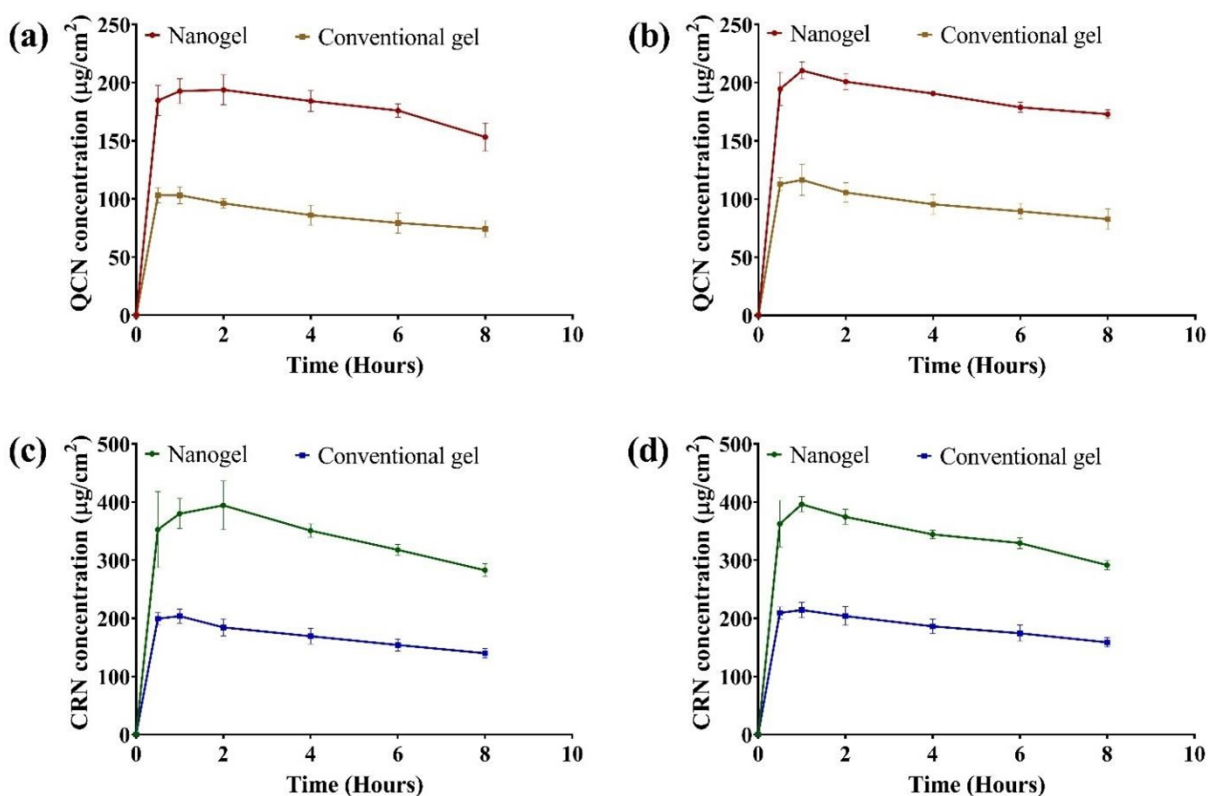 (a)
Nanogel
Conventional gel
QCN concentration (µg/cm²)
250
200
150
100
50
0
0 2 4 6 8 10
Time (Hours)
(b)
Nanogel
Conventional gel
QCN concentration (µg/cm²)
250
200
150
100
50
0
0 2 4 6 8 10
Time (Hours)
(c)
Nanogel
Conventional gel
CRN concentration (µg/cm²)
500
400
300
200
100
0
0 2 4 6 8 10
Time (Hours)
(d)
Nanogel
Conventional gel
CRN concentration (µg/cm²)
500
400
300
200
100
0
0 2 4 6 8 10
Time (Hours)